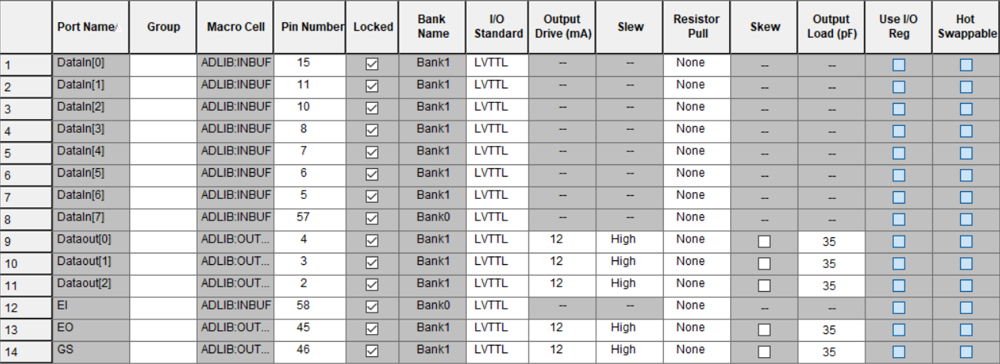 Port Name Group Macro Cell Pin Number Locked Bank Name I/O Standard Output Drive (mA) Slew Resistor Pull Skew Output Load (pF) Use I/O Reg Hot Swappable
1 DataIn[0] ADLIB:INBUF 15 Bank1 LVTTL -- -- None -- --
2 DataIn[1] ADLIB:INBUF 11 Bank1 LVTTL -- -- None -- --
3 DataIn[2] ADLIB:INBUF 10 Bank1 LVTTL -- -- None -- --
4 DataIn[3] ADLIB:INBUF 8 Bank1 LVTTL -- -- None -- --
5 DataIn[4] ADLIB:INBUF 7 Bank1 LVTTL -- -- None -- --
6 DataIn[5] ADLIB:INBUF 6 Bank1 LVTTL -- -- None -- --
7 DataIn[6] ADLIB:INBUF 5 Bank1 LVTTL -- -- None -- --
8 DataIn[7] ADLIB:INBUF 57 Bank0 LVTTL -- -- None -- --
9 Dataout[0] ADLIB:OUT... 4 Bank1 LVTTL 12 High None 35
10 Dataout[1] ADLIB:OUT... 3 Bank1 LVTTL 12 High None 35
11 Dataout[2] ADLIB:OUT... 2 Bank1 LVTTL 12 High None 35
12 EI ADLIB:INBUF 58 Bank0 LVTTL -- -- None -- --
13 EO ADLIB:OUT... 45 Bank1 LVTTL 12 High None 35
14 GS ADLIB:OUT... 46 Bank1 LVTTL 12 High None 35